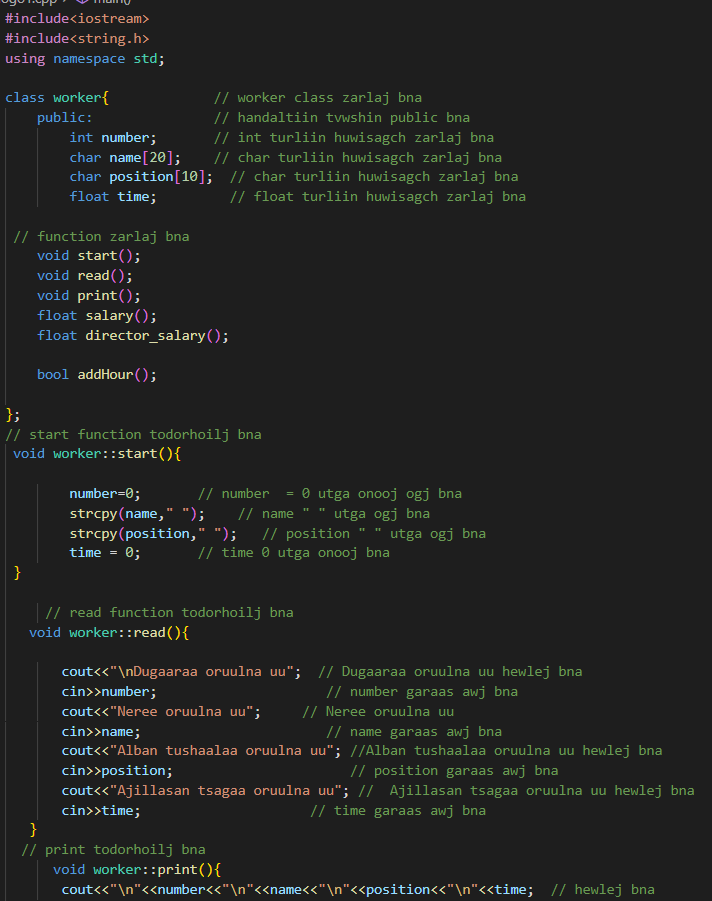 ogo1.cpp > main()
#include<iostream>
#include<string.h>
using namespace std;
class worker{ // worker class zarlaj bna
public: // handaltiin tvwshin public bna
int number; // int turliin huwisagch zarlaj bna
char name[20]; // char turliin huwisagch zarlaj bna
char position[10]; // char turliin huwisagch zarlaj bna
float time; // float turliin huwisagch zarlaj bna
// function zarlaj bna
void start();
void read();
void print();
float salary();
float director_salary();
bool addHour();
};
// start function todorhoilj bna
void worker::start(){
number=0; // number  = 0 utga onooj ogj bna
strcpy(name," "); // name " " utga ogj bna
strcpy(position," "); // position " " utga ogj bna
time = 0; // time 0 utga onooj bna
}
// read function todorhoilj bna
void worker::read(){
cout<<"\nDugaaraa oruulna uu"; // Dugaaraa oruulna uu hewlej bna
cin>>number; // number garaas awj bna
cout<<"Neree oruulna uu"; // Neree oruulna uu
cin>>name; // name garaas awj bna
cout<<"Alban tushaalaa oruulna uu"; //Alban tushaalaa oruulna uu hewlej bna
cin>>position; // position garaas awj bna
cout<<"Ajillasan tsagaa oruulna uu"; //  Ajillasan tsagaa oruulna uu hewlej bna
cin>>time; // time garaas awj bna
}
// print todorhoilj bna
void worker::print(){
cout<<"\n"<<number<<"\n"<<name<<"\n"<<position<<"\n"<<time; // hewlej bna